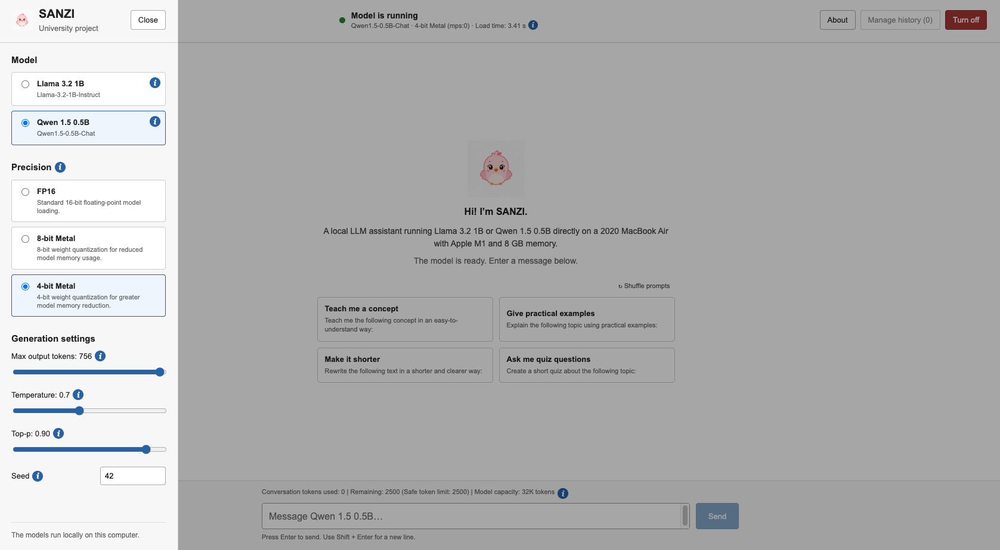 SANZI
University project
Close
Model
Llama 3.2 1B
Llama-3.2-1B-Instruct
Qwen 1.5 0.5B
Qwen1.5-0.5B-Chat
Precision
FP16
Standard 16-bit floating-point model
loading.
8-bit Metal
8-bit weight quantization for reduced
model memory usage.
4-bit Metal
4-bit weight quantization for greater
model memory reduction.
Generation settings
Max output tokens: 756
Temperature: 0.7
Top-p: 0.90
Seed
42
The models run locally on this computer.
Model is running
Qwen1.5-0.5B-Chat · 4-bit Metal (mps:0) · Load time: 3.41 s
About
Manage history (0)
Turn off
Hi! I’m SANZI.
A local LLM assistant running Llama 3.2 1B or Qwen 1.5 0.5B directly on a 2020 MacBook Air
with Apple M1 and 8 GB memory.
The model is ready. Enter a message below.
↻ Shuffle prompts
Teach me a concept
Teach me the following concept in an easy-to-
understand way:
Give practical examples
Explain the following topic using practical examples:
Make it shorter
Rewrite the following text in a shorter and clearer way:
Ask me quiz questions
Create a short quiz about the following topic:
Conversation tokens used: 0 | Remaining: 2500 (Safe token limit: 2500) | Model capacity: 32K tokens
Message Qwen 1.5 0.5B…
Send
Press Enter to send. Use Shift + Enter for a new line.